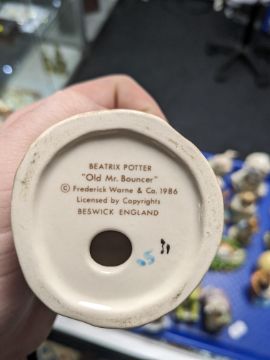 BEATRIX POTTER
"Old Mr. Bouncer"
© Frederick Warne & Co. 1986
Licensed by Copyrights
BESWICK ENGLAND